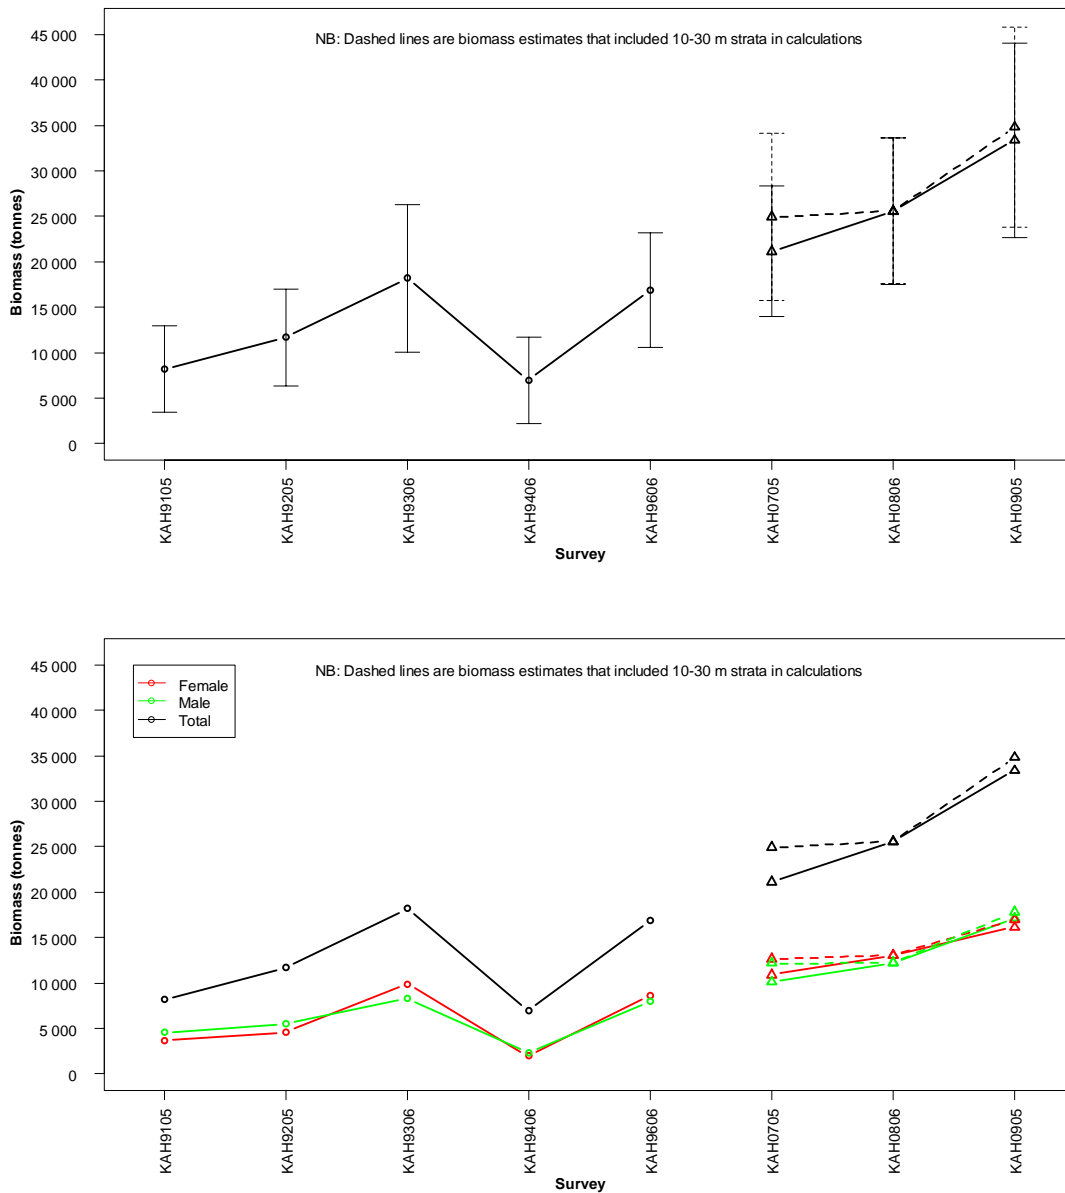 NB: Dashed lines are biomass estimates that included 10-30 m strata in calculations
45 000
40 000
35 000
30 000
25 000
20 000
15 000
10 000
5 000
0
Biomass (tonnes)
KAH9105
KAH9205
KAH9306
KAH9406
KAH9606
KAH0705
KAH0806
KAH0905
Survey
NB: Dashed lines are biomass estimates that included 10-30 m strata in calculations
Female
Male
Total
45 000
40 000
35 000
30 000
25 000
20 000
15 000
10 000
5 000
0
Biomass (tonnes)
KAH9105
KAH9205
KAH9306
KAH9406
KAH9606
KAH0705
KAH0806
KAH0905
Survey